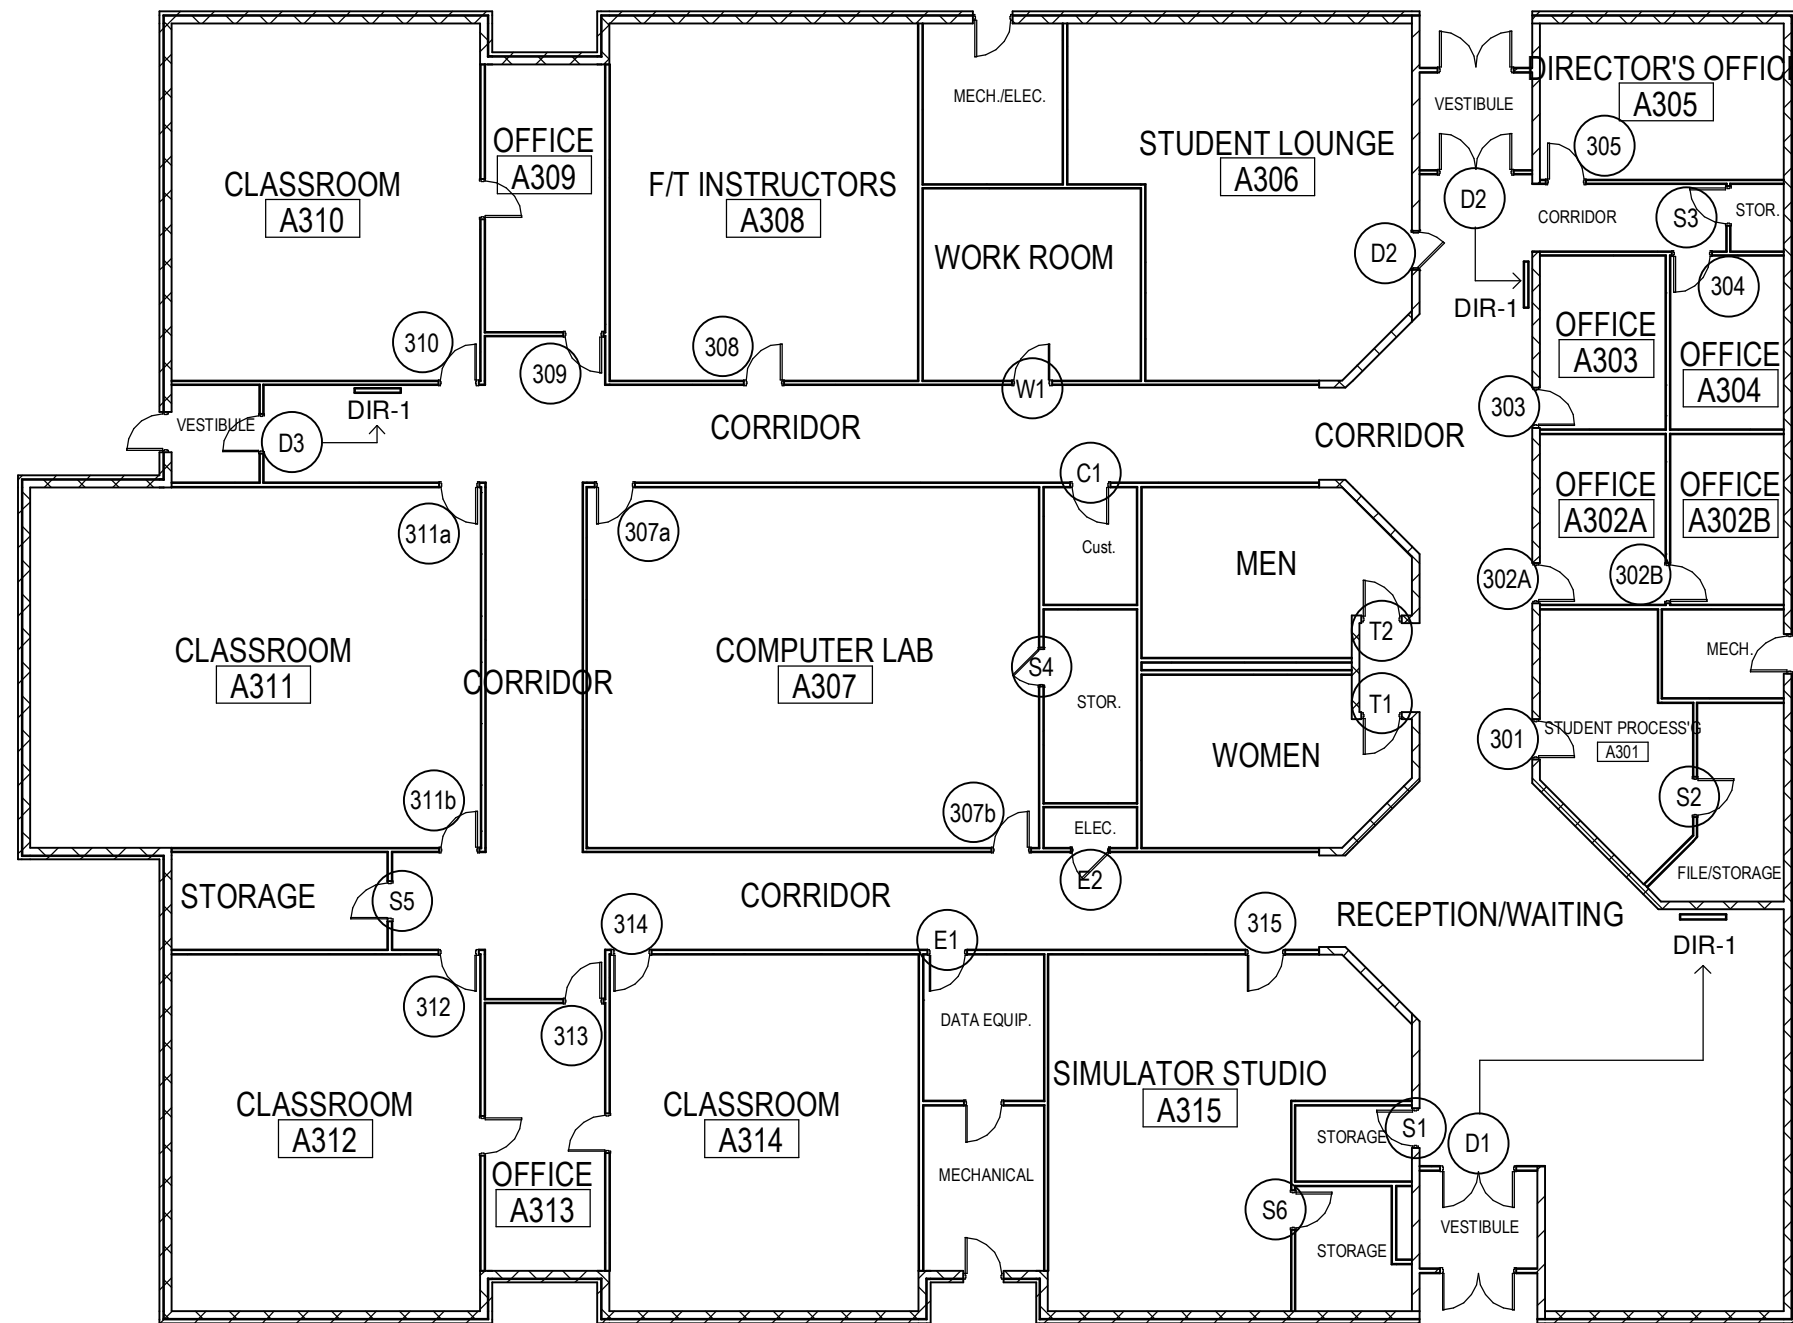 DIRECTOR'S OFFIC
A305
MECH./ELEC.
VESTIBULE
OFFICE
A309
STUDENT LOUNGE
A306
305
CLASSROOM
A310
F/T INSTRUCTORS
A308
D2
CORRIDOR
S3
STOR.
WORK ROOM
D2
304
DIR-1
OFFICE
A303
310
308
309
OFFICE
A304
W1
DIR-1
VESTIBULE
D3
CORRIDOR
CORRIDOR
303
C1
311a
307a
Cust.
MEN
OFFICE
A302A
OFFICE
A302B
302A
302B
CLASSROOM
A311
CORRIDOR
COMPUTER LAB
A307
S4
STOR.
T2
T1
MECH.
301
STUDENT PROCESS'G
A301
WOMEN
S2
311b
307b
ELEC.
STORAGE
S5
CORRIDOR
E2
FILE/STORAGE
RECEPTION/WAITING
314
E1
315
DIR-1
312
313
DATA EQUIP.
SIMULATOR STUDIO
A315
CLASSROOM
A312
CLASSROOM
A314
STORAGE
S1
D1
OFFICE
A313
MECHANICAL
S6
VESTIBULE
STORAGE